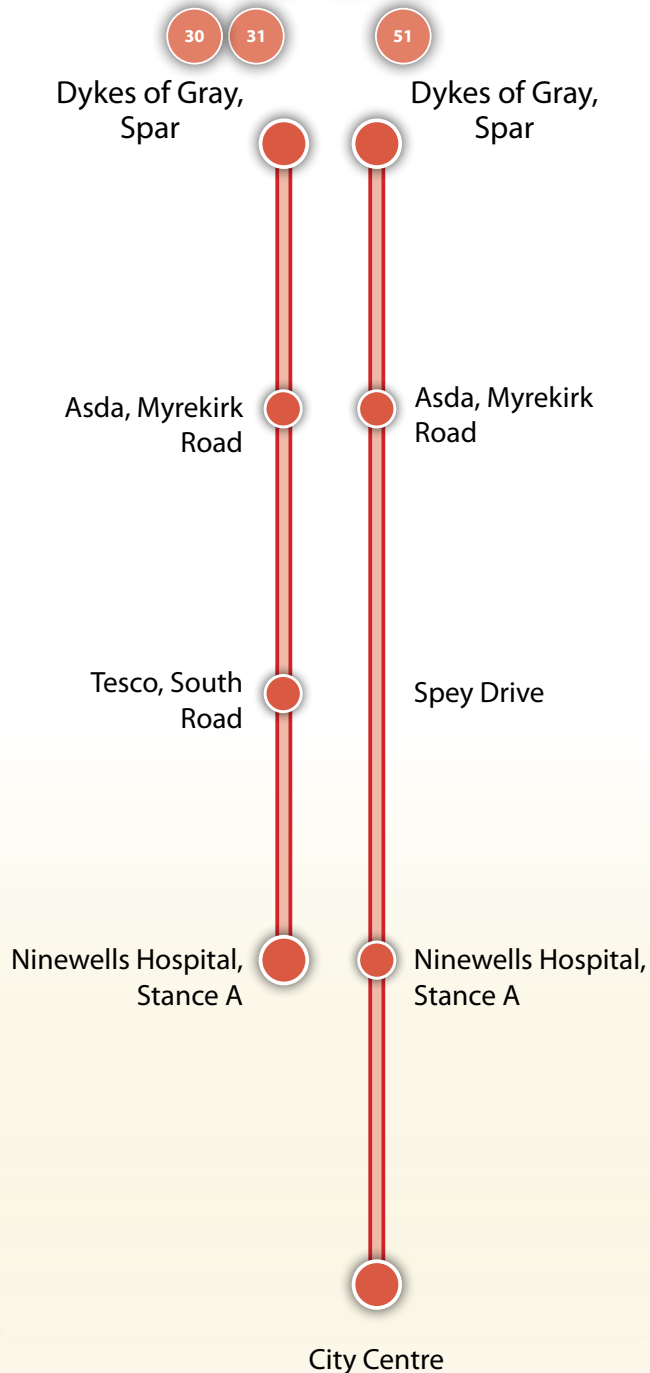 30 31 51
Dykes of Gray,
Spar
Dykes of Gray,
Spar
Asda, Myrekirk
Road
Asda, Myrekirk
Road
Tesco, South
Road
Spey Drive
Ninewells Hospital,
Stance A
Ninewells Hospital,
Stance A
City Centre